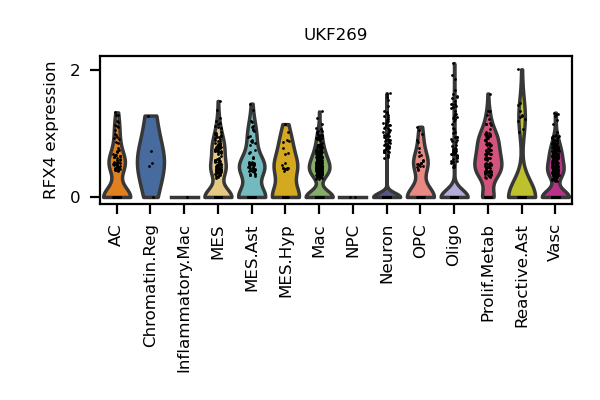 UKF269
RFX4 expression
2
0
AC
Chromatin.Reg
Inflammatory.Mac
MES
MES.Ast
MES.Hyp
Mac
NPC
Neuron
OPC
Oligo
Prolif.Metab
Reactive.Ast
Vasc